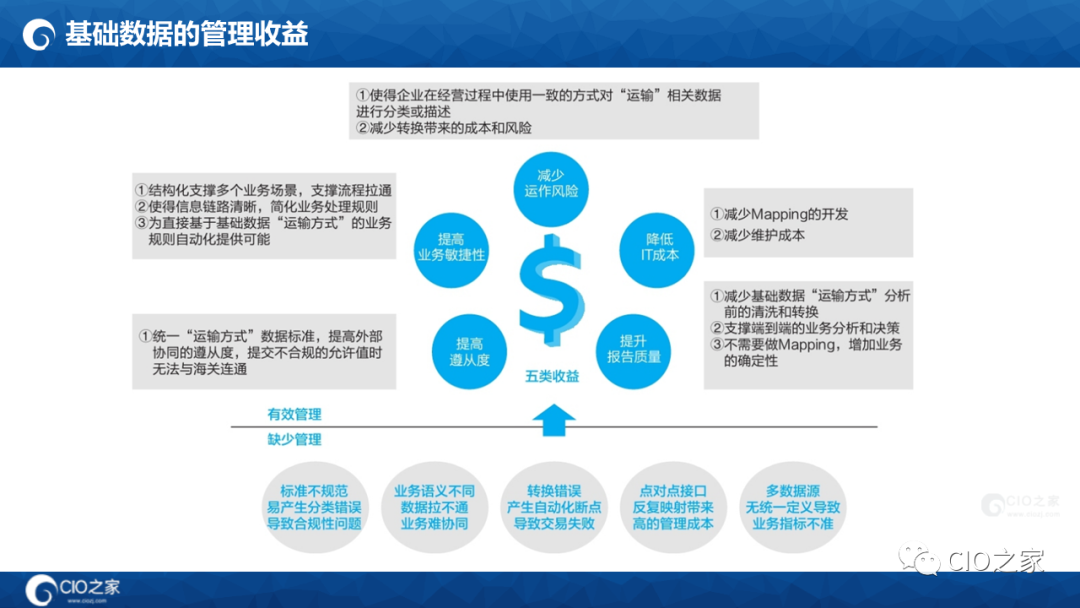 基础数据的管理收益
①使得企业在经营过程中使用一致的方式对“运输”相关数据
进行分类或描述
②减少转换带来的成本和风险
减少
运作风险
①结构化支撑多个业务场景，支撑流程拉通
②使得信息链路清晰，简化业务处理规则
③为直接基于基础数据“运输方式”的业务
规则自动化提供可能
提高
业务敏捷性
降低
IT成本
①减少Mapping的开发
②减少维护成本
①统一“运输方式”数据标准，提高外部
协同的遵从度，提交不合规的允许值时
无法与海关连通
提高
遵从度
提升
报告质量
①减少基础数据“运输方式”分析
前的清洗和转换
②支撑端到端的业务分析和决策
③不需要做Mapping，增加业务
的确定性
$
五类收益
有效管理
缺少管理
标准不规范
易产生分类错误
导致合规性问题
业务语义不同
数据拉不通
业务难协同
转换错误
产生自动化断点
导致交易失败
点对点接口
反复映射带来
高的管理成本
多数据源
无统一定义导致
业务指标不准
CIO之家
www.ciozj.com
CIO之家
CIO之家
www.ciozj.com